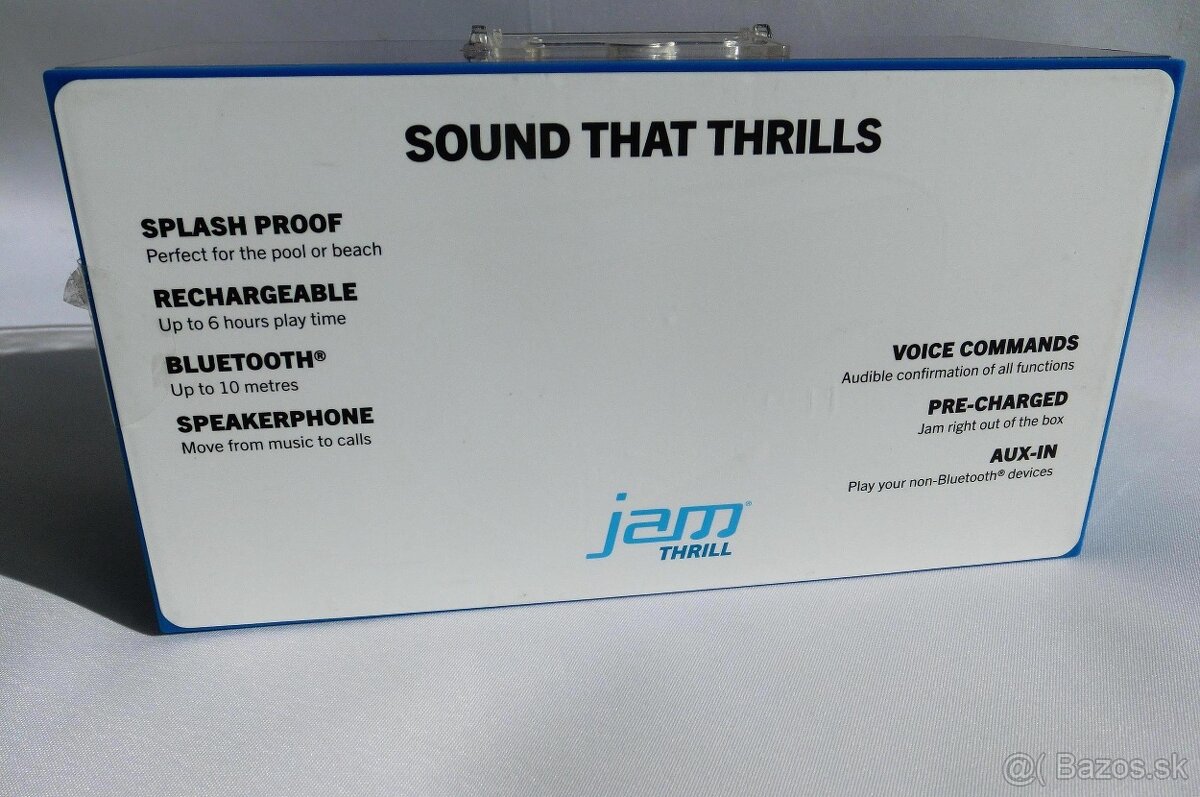 SOUND THAT THRILLS
SPLASH PROOF
Perfect for the pool or beach
RECHARGEABLE
Up to 6 hours play time
BLUETOOTH®
Up to 10 metres
SPEAKERPHONE
Move from music to calls
VOICE COMMANDS
Audible confirmation of all functions
PRE-CHARGED
Jam right out of the box
AUX-IN
Play your non-Bluetooth® devices
jam®
THRILL
@( Bazos.sk